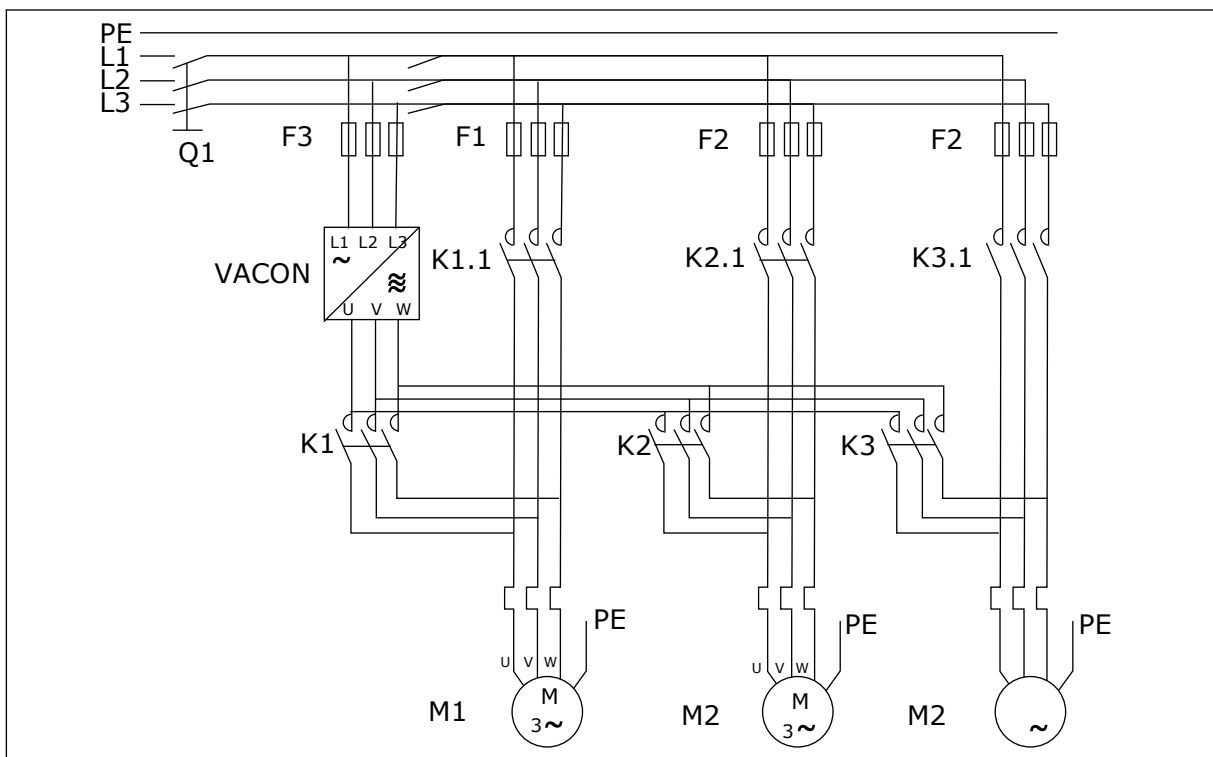 PE
L1
L2
L3
Q1
F3 F1 F2 F2
L1 L2 L3
~
VACON K1.1 K2.1 K3.1
U V W
K1 K2 K3
PE PE PE
U V W U V W
M M
M1 M2 M2
3~ 3~ ~